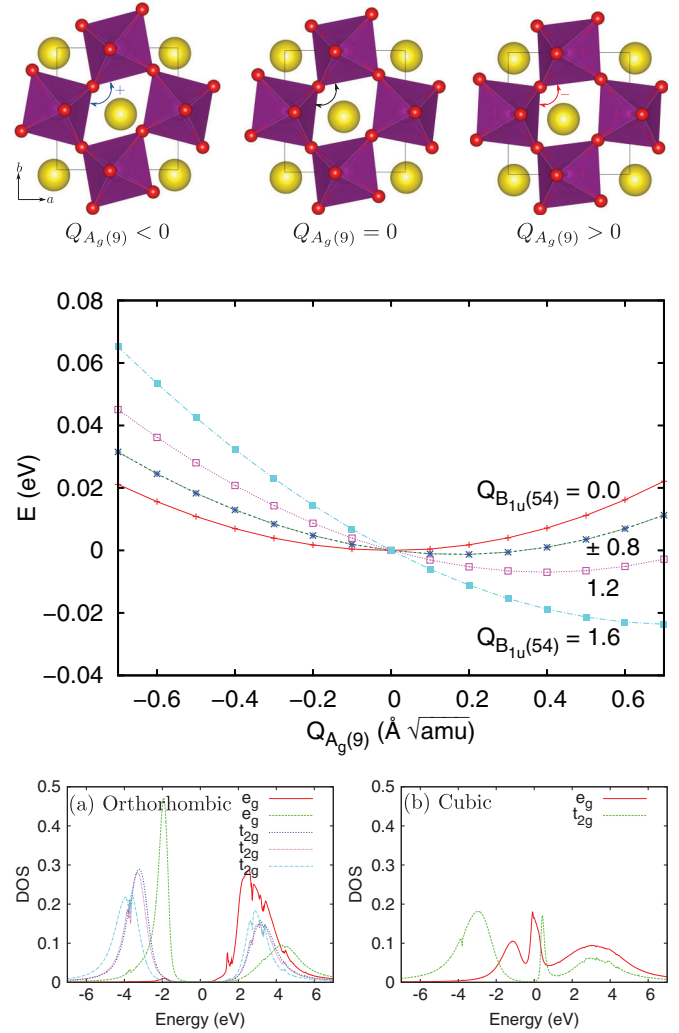 +
−
b
a
Q_{A_g(9)} < 0 Q_{A_g(9)} = 0 Q_{A_g(9)} > 0
0.08
0.06
0.04
0.02
0
−0.02
−0.04
E (eV)
Q_{B_{1u}(54)} = 0.0
± 0.8
1.2
Q_{B_{1u}(54)} = 1.6
−0.6 −0.4 −0.2 0 0.2 0.4 0.6
Q_{A_g(9)} (Å √amu)
(a) Orthorhombic
e_g
e_g
t_{2g}
t_{2g}
t_{2g}
0.5
0.4
0.3
0.2
0.1
0
DOS
-6 -4 -2 0 2 4 6
Energy (eV)
(b) Cubic
e_g
t_{2g}
0.5
0.4
0.3
0.2
0.1
0
DOS
-6 -4 -2 0 2 4 6
Energy (eV)